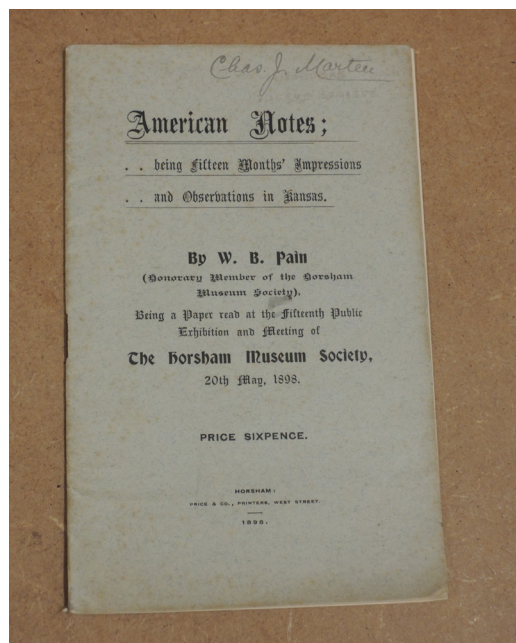 Chas. J. Marten
American Notes;
. . being Fifteen Months' Impressions
. . and Observations in Kansas.
By W. B. Pain
(Honorary Member of the Horsham
Museum Society),
Being a Paper read at the Fifteenth Public
Exhibition and Meeting of
The Horsham Museum Society,
20th May, 1898.
PRICE SIXPENCE.
HORSHAM:
PRICE & CO., PRINTERS, WEST STREET.
1898.